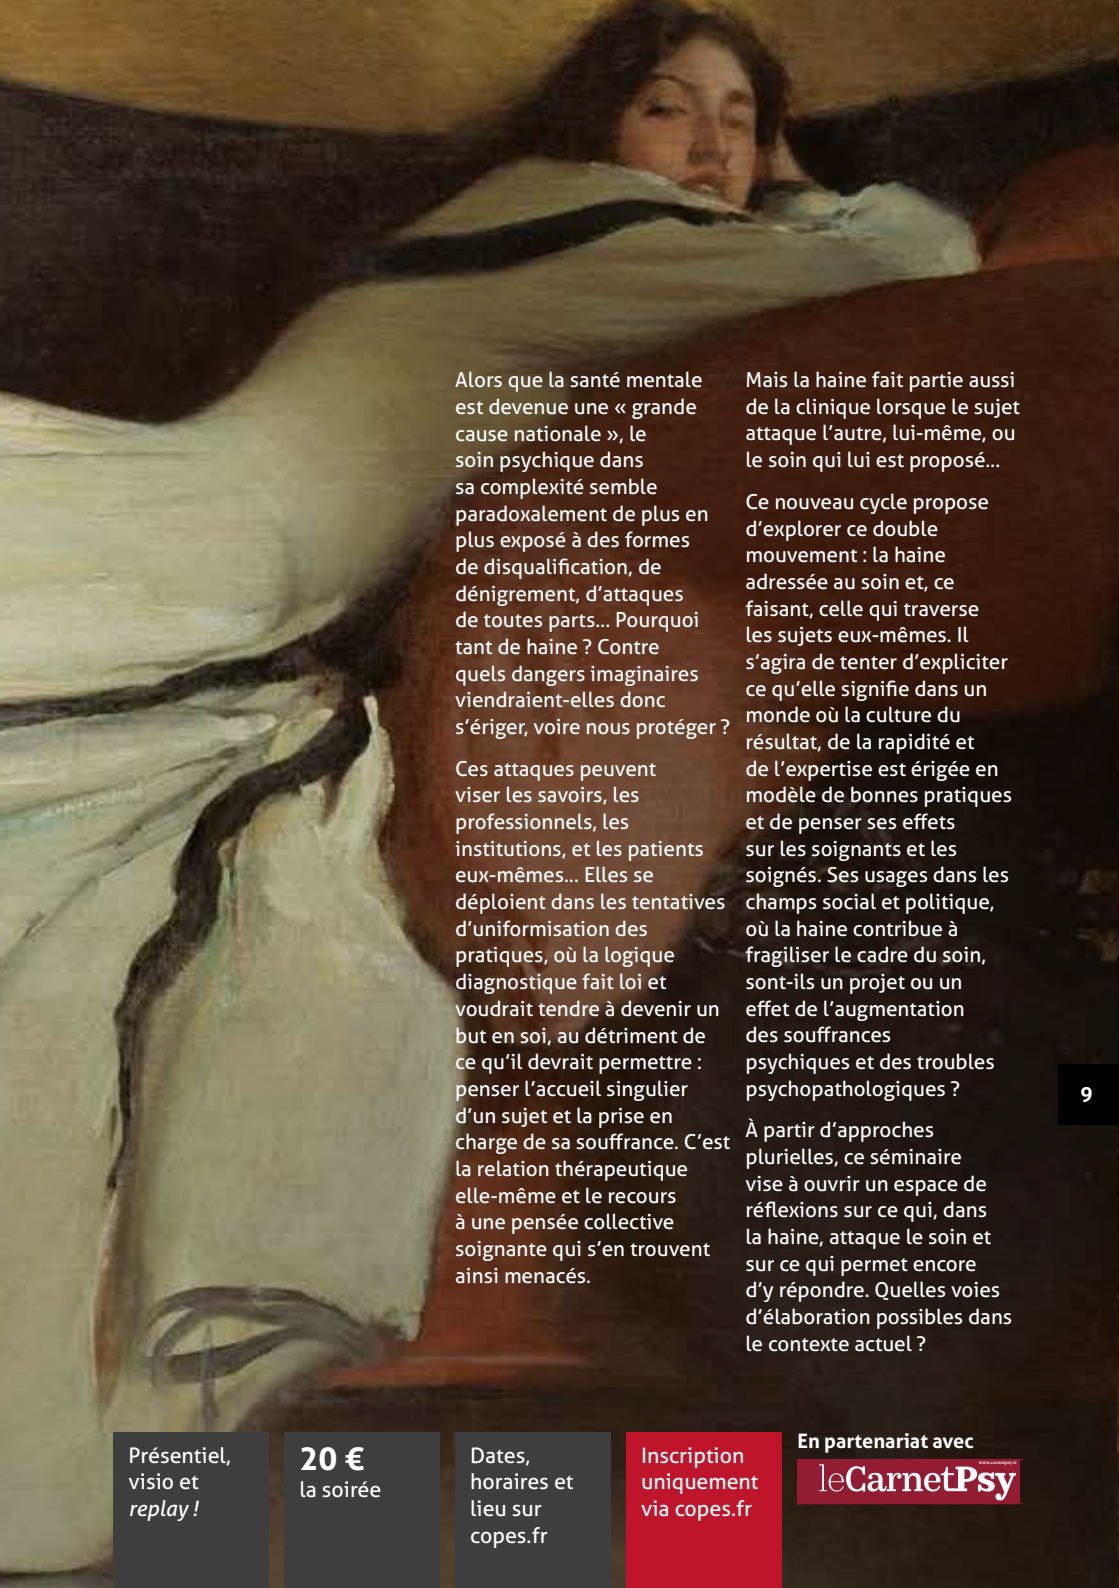 Alors que la santé mentale
est devenue une « grande
cause nationale », le
soin psychique dans
sa complexité semble
paradoxalement de plus en
plus exposé à des formes
de disqualification, de
dénigrement, d’attaques
de toutes parts... Pourquoi
tant de haine ? Contre
quels dangers imaginaires
viendraient-elles donc
s’ériger, voire nous protéger ?
Ces attaques peuvent
viser les savoirs, les
professionnels, les
institutions, et les patients
eux-mêmes... Elles se
déploient dans les tentatives
d’uniformisation des
pratiques, où la logique
diagnostique fait loi et
voudrait tendre à devenir un
but en soi, au détriment de
ce qu’il devrait permettre :
penser l’accueil singulier
d’un sujet et la prise en
charge de sa souffrance. C’est
la relation thérapeutique
elle-même et le recours
à une pensée collective
soignante qui s’en trouvent
ainsi menacés.
Mais la haine fait partie aussi
de la clinique lorsque le sujet
attaque l’autre, lui-même, ou
le soin qui lui est proposé...
Ce nouveau cycle propose
d’explorer ce double
mouvement : la haine
adressée au soin et, ce
faisant, celle qui traverse
les sujets eux-mêmes. Il
s’agira de tenter d’expliciter
ce qu’elle signifie dans un
monde où la culture du
résultat, de la rapidité et
de l’expertise est érigée en
modèle de bonnes pratiques
et de penser ses effets
sur les soignants et les
soignés. Ses usages dans les
champs social et politique,
où la haine contribue à
fragiliser le cadre du soin,
sont-ils un projet ou un
effet de l’augmentation
des souffrances
psychiques et des troubles
psychopathologiques ?
À partir d’approches
plurielles, ce séminaire
vise à ouvrir un espace de
réflexions sur ce qui, dans
la haine, attaque le soin et
sur ce qui permet encore
d’y répondre. Quelles voies
d’élaboration possibles dans
le contexte actuel ?
9
Présentiel,
visio et
replay !
20 €
la soirée
Dates,
horaires et
lieu sur
copes.fr
Inscription
uniquement
via copes.fr
En partenariat avec
www.carnetpsy.fr
leCarnetPsy